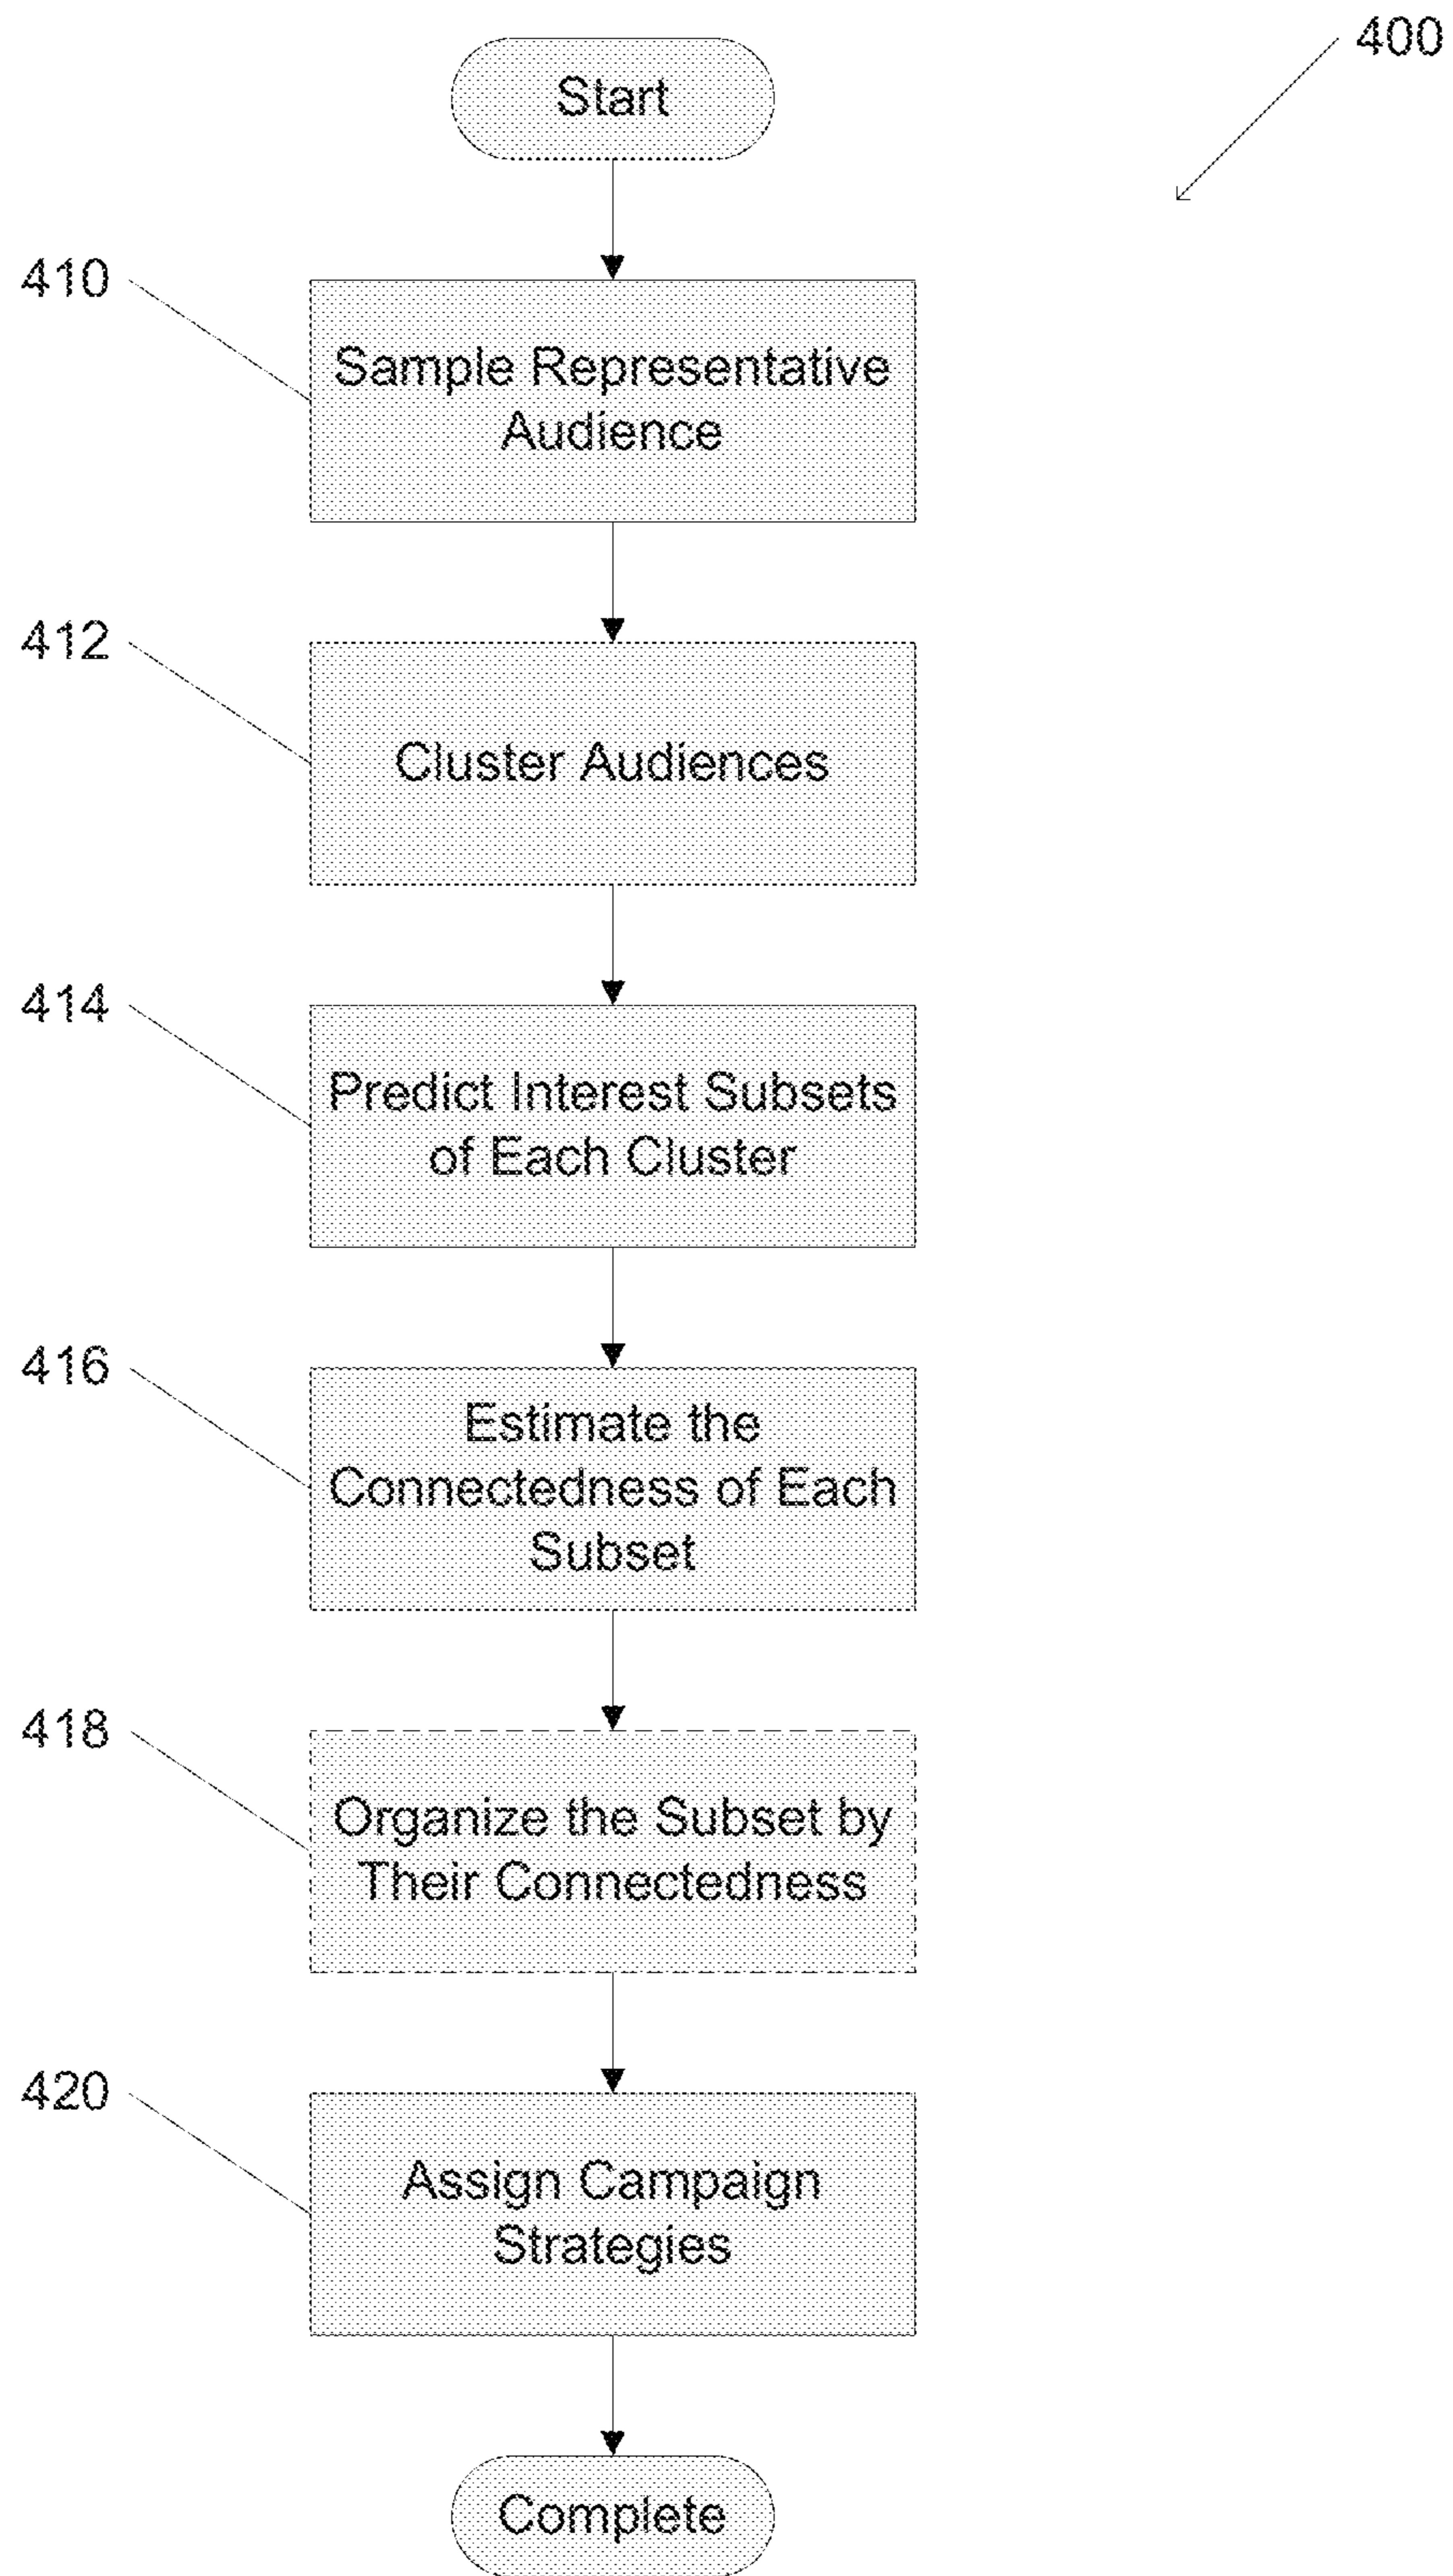 400
Start
410
Sample Representative
Audience
412
Cluster Audiences
414
Predict Interest Subsets
of Each Cluster
416
Estimate the
Connectedness of Each
Subset
418
Organize the Subset by
Their Connectedness
420
Assign Campaign
Strategies
Complete